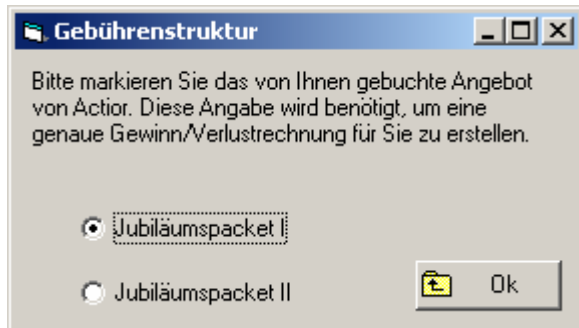 Gebührenstruktur
Bitte markieren Sie das von Ihnen gebuchte Angebot
von Actior. Diese Angabe wird benötigt, um eine
genaue Gewinn/Verlustrechnung für Sie zu erstellen.
Jubiläumspacket I
Jubiläumspacket II
Ok